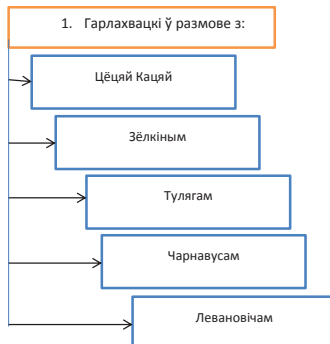 1. Гарлахвацкі ў размове з:
Цёцяй Кацяй
Зёлкіным
Тулягам
Чарнавусам
Левановічам